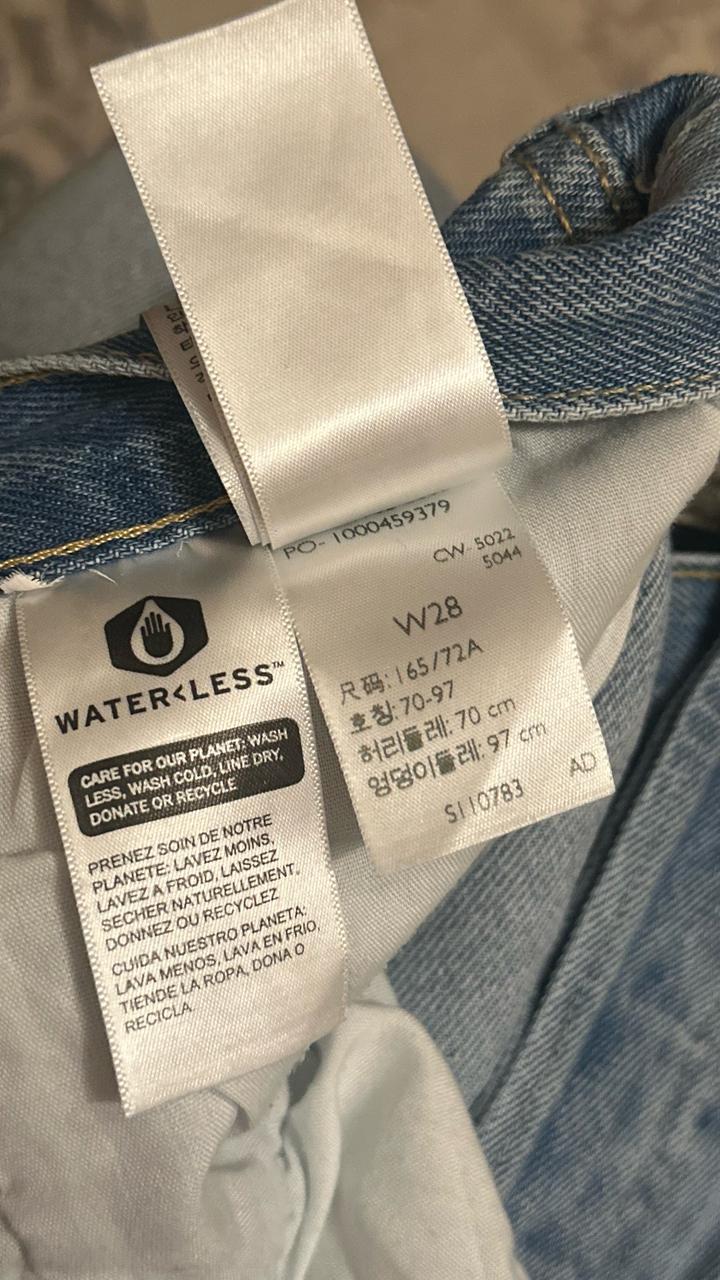 WATER<LESS™
CARE FOR OUR PLANET: WASH
LESS, WASH COLD, LINE DRY,
DONATE OR RECYCLE
PRENEZ SOIN DE NOTRE
PLANETE: LAVEZ MOINS,
LAVEZ A FROID, LAISSEZ
SECHER NATURELLEMENT,
DONNEZ OU RECYCLEZ
CUIDA NUESTRO PLANETA:
LAVA MENOS, LAVA EN FRIO,
TIENDE LA ROPA, DONA O
RECICLA
PO- 1000459379
CW 5022
5044
W28
尺码: 165/72A
호칭: 70-97
허리둘레: 70 cm
엉덩이둘레: 97 cm
AD
S110783